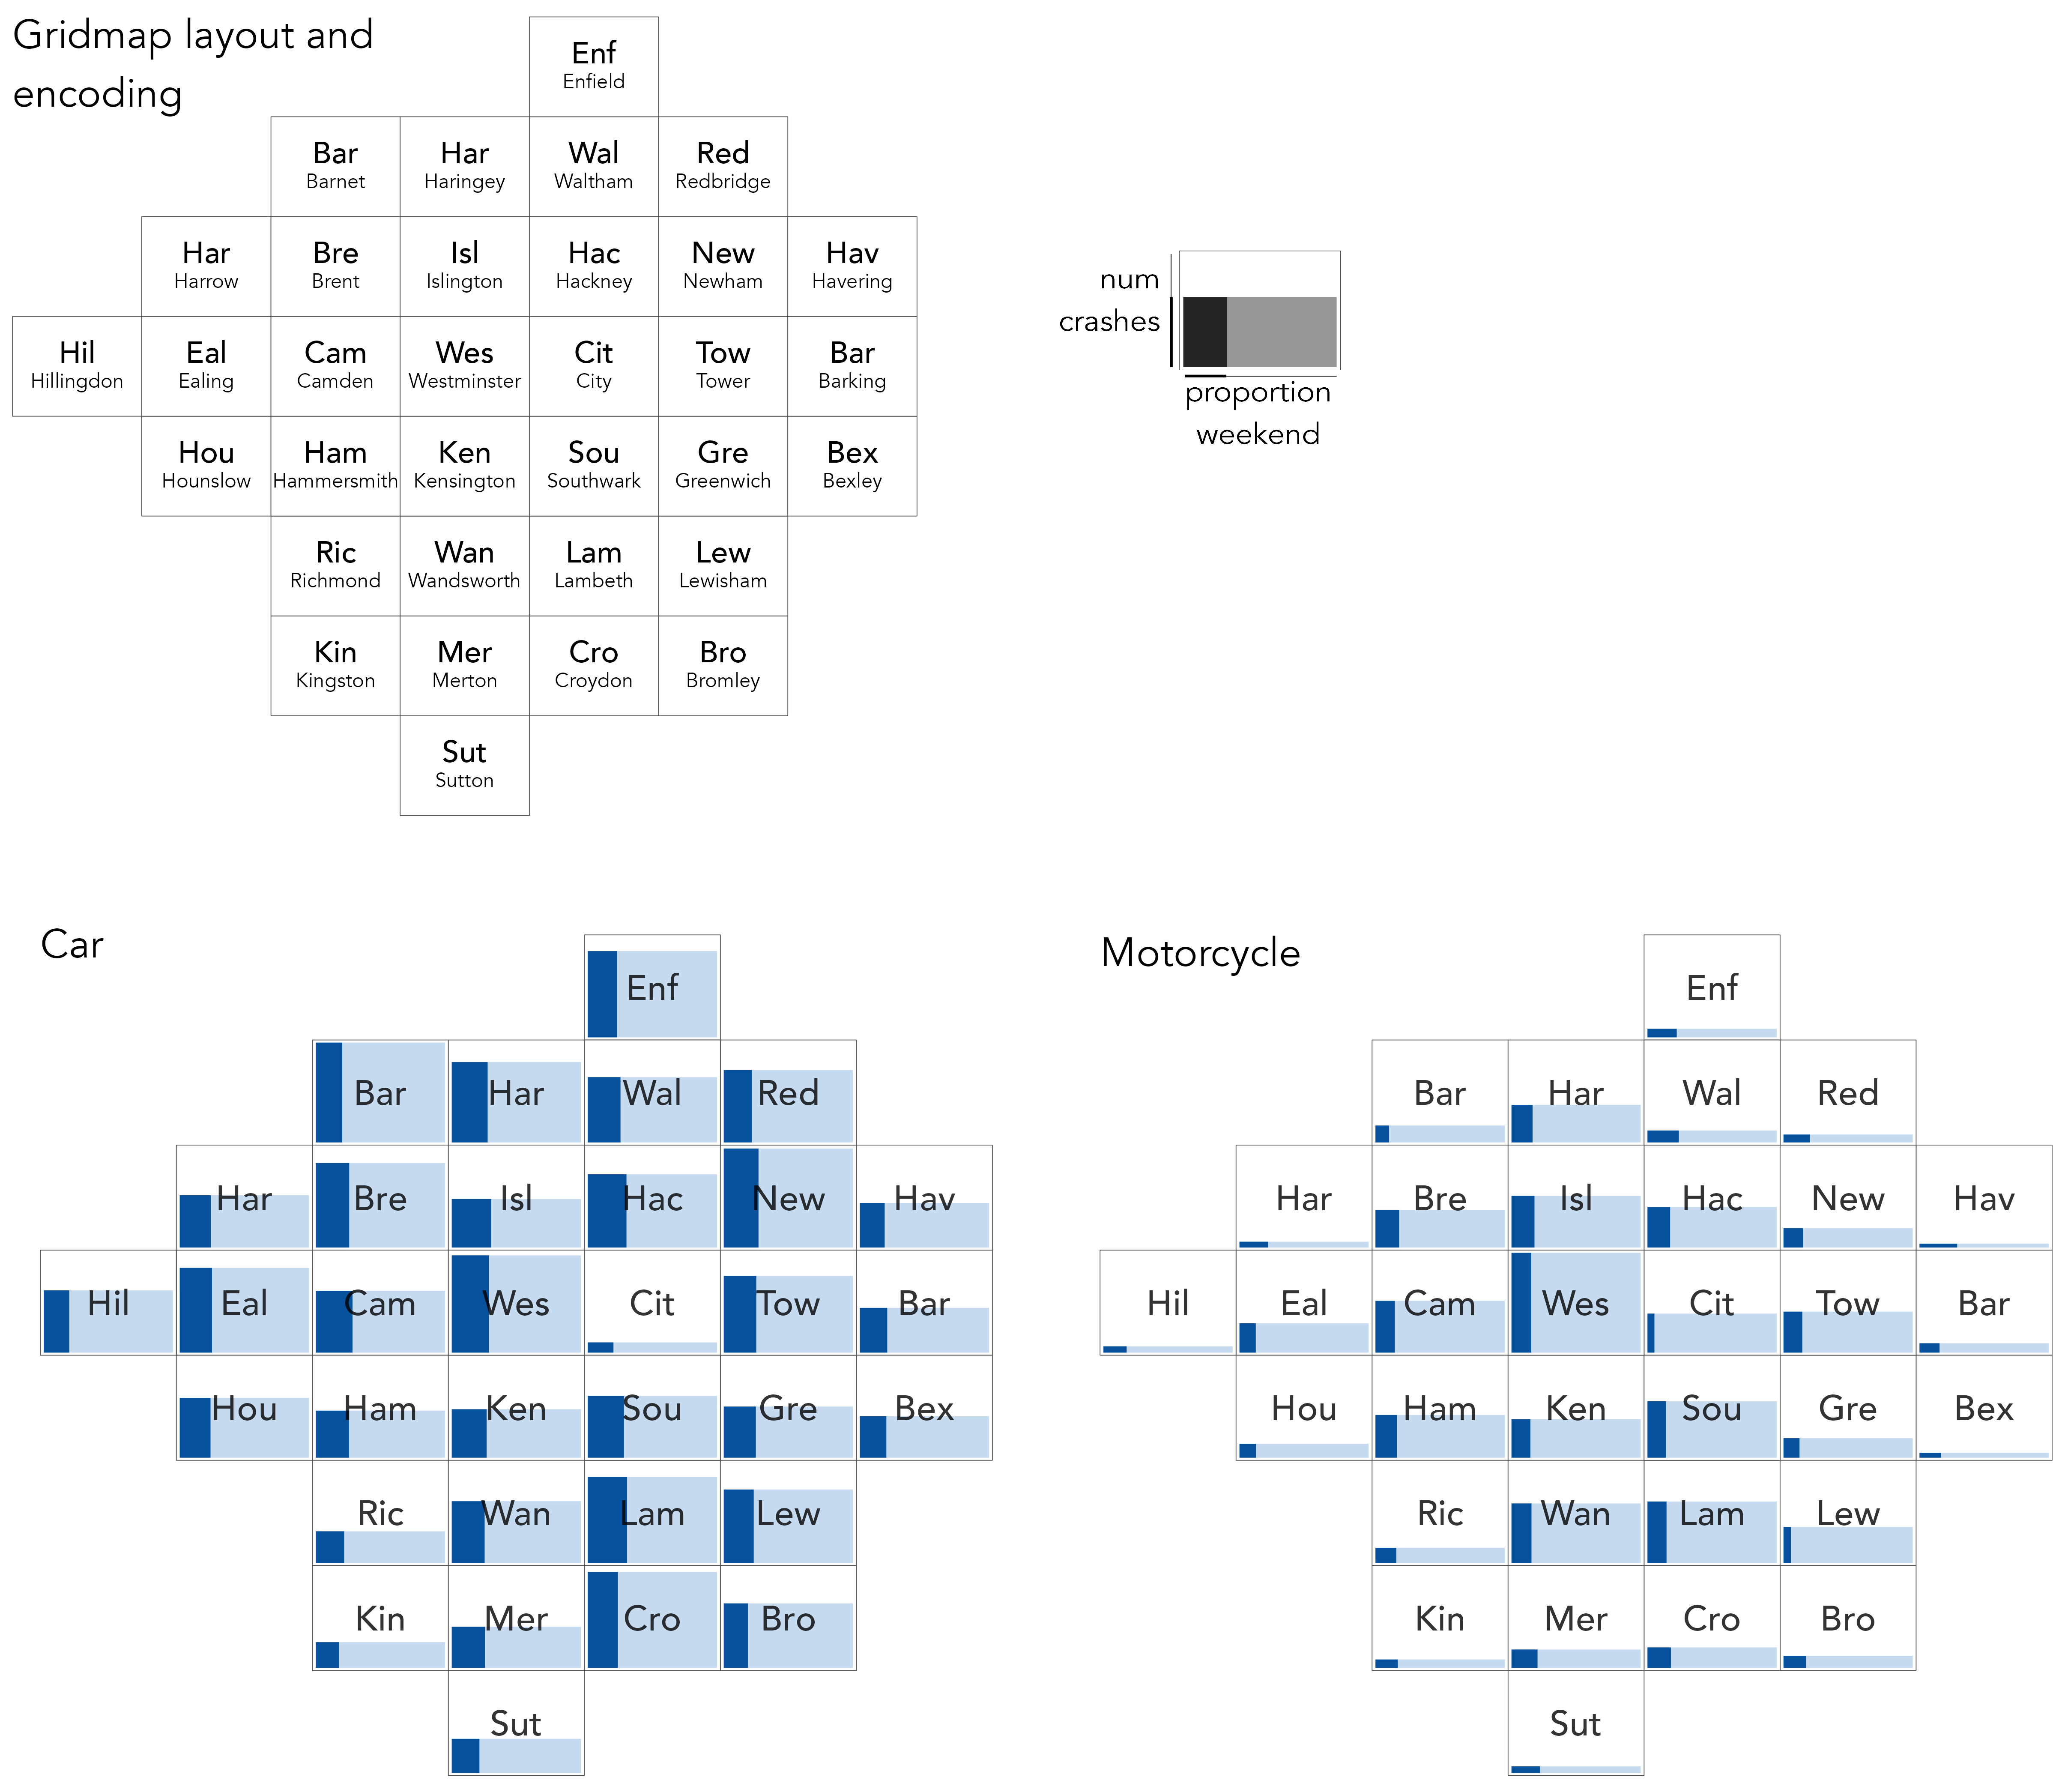 Gridmap layout and
encoding
Enf
Enfield
Bar Har Wal Red
Barnet Haringey Waltham Redbridge
Har Bre Isl Hac New Hav
Harrow Brent Islington Hackney Newham Havering
Hil Eal Cam Wes Cit Tow Bar
Hillingdon Ealing Camden Westminster City Tower Barking
Hou Ham Ken Sou Gre Bex
Hounslow Hammersmith Kensington Southwark Greenwich Bexley
Ric Wan Lam Lew
Richmond Wandsworth Lambeth Lewisham
Kin Mer Cro Bro
Kingston Merton Croydon Bromley
Sut
Sutton
num
crashes
proportion
weekend
Car
Enf
Bar Har Wal Red
Har Bre Isl Hac New Hav
Hil Eal Cam Wes Cit Tow Bar
Hou Ham Ken Sou Gre Bex
Ric Wan Lam Lew
Kin Mer Cro Bro
Sut
Motorcycle
Enf
Bar Har Wal Red
Har Bre Isl Hac New Hav
Hil Eal Cam Wes Cit Tow Bar
Hou Ham Ken Sou Gre Bex
Ric Wan Lam Lew
Kin Mer Cro Bro
Sut